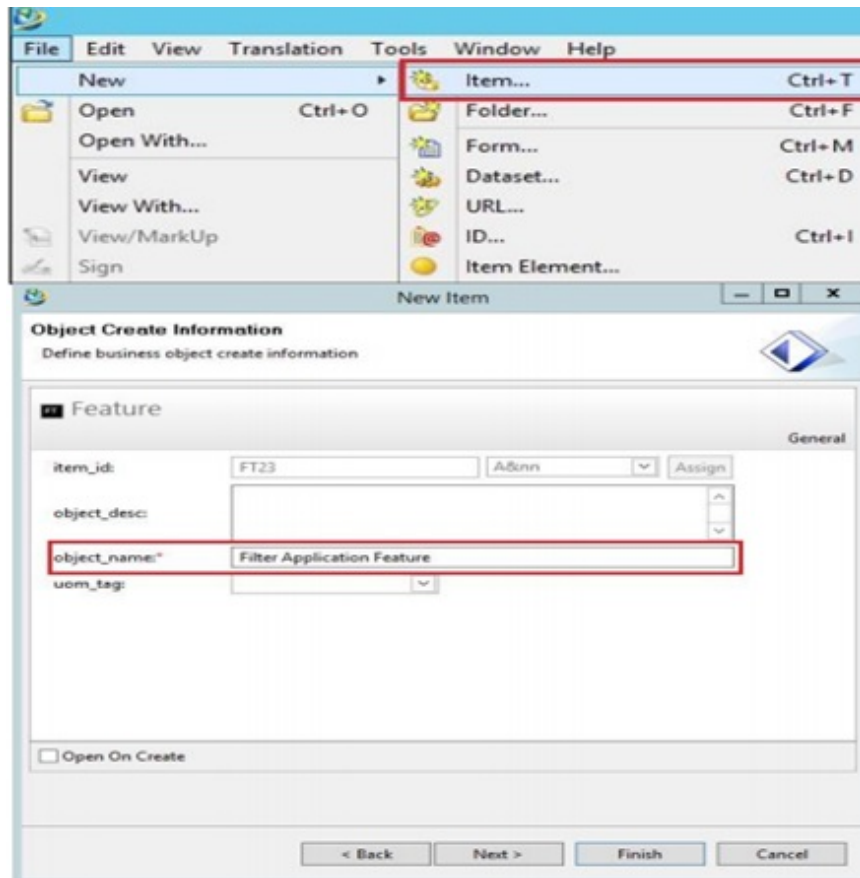 File Edit View Translation Tools Window Help
New Item... Ctrl+T
Open Ctrl+O Folder... Ctrl+F
Open With... Form... Ctrl+M
View Dataset... Ctrl+D
View With... URL...
View/MarkUp ID... Ctrl+I
Sign Item Element...
New Item
Object Create Information
Define business object create information
FT Feature
General
item_id: FT23 A&nn Assign
object_desc:
object_name:* Filter Application Feature
uom_tag:
Open On Create
< Back Next > Finish Cancel